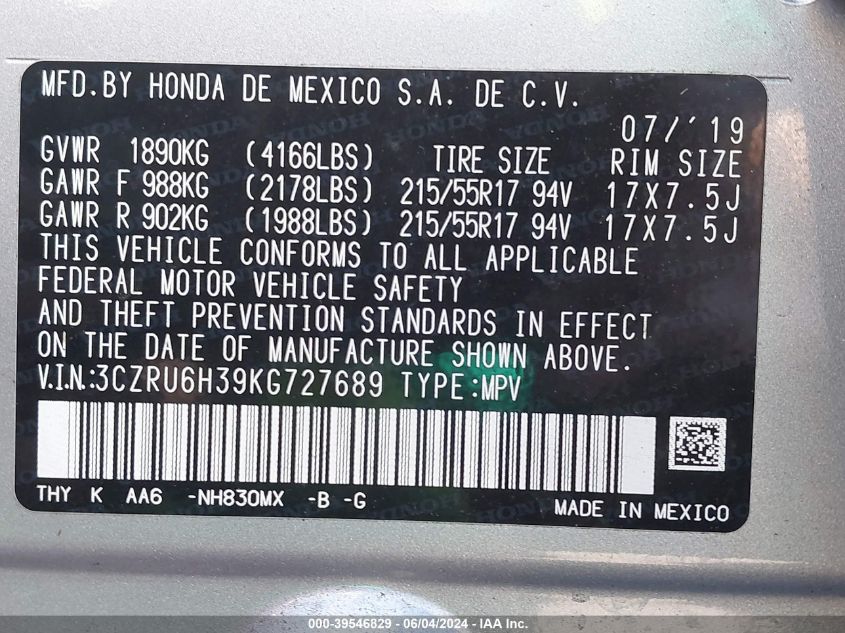 MFD.BY HONDA DE MEXICO S.A. DE C.V.
07/'19
GVWR 1890KG (4166LBS) TIRE SIZE RIM SIZE
GAWR F 988KG (2178LBS) 215/55R17 94V 17X7.5J
GAWR R 902KG (1988LBS) 215/55R17 94V 17X7.5J
THIS VEHICLE CONFORMS TO ALL APPLICABLE
FEDERAL MOTOR VEHICLE SAFETY
AND THEFT PREVENTION STANDARDS IN EFFECT
ON THE DATE OF MANUFACTURE SHOWN ABOVE.
V.I.N.:3CZRU6H39KG727689 TYPE:MPV
THY K AA6 -NH830MX -B -G
MADE IN MEXICO
000-39546829 - 06/04/2024 - IAA Inc.